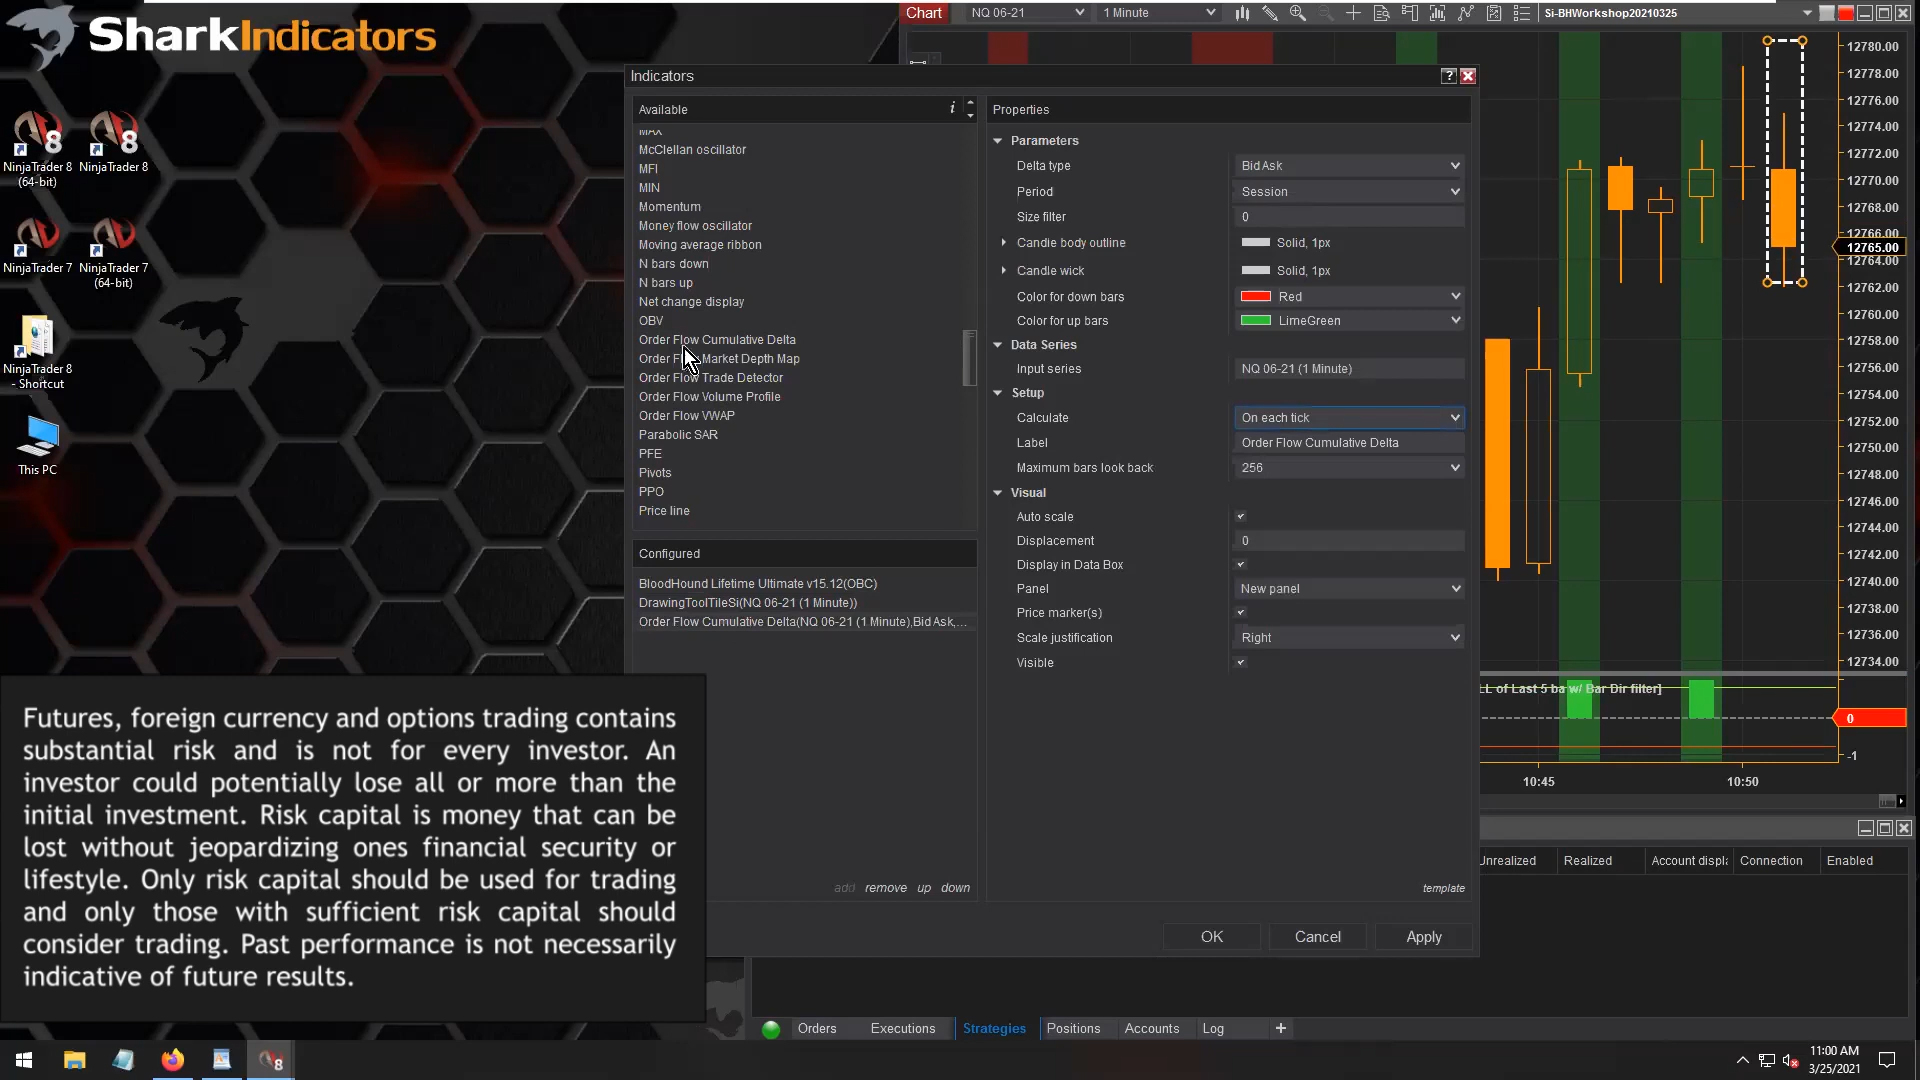 SharkIndicators
Chart
NQ 06-21
1 Minute
Si-BHWorkshop20210325
NinjaTrader 8
(64-bit)
NinjaTrader 8
NinjaTrader 7
NinjaTrader 7
(64-bit)
NinjaTrader 8
- Shortcut
This PC
Indicators
?
Available
i
MAX
McClellan oscillator
MFI
MIN
Momentum
Money flow oscillator
Moving average ribbon
N bars down
N bars up
Net change display
OBV
Order Flow Cumulative Delta
Order Flow Market Depth Map
Order Flow Trade Detector
Order Flow Volume Profile
Order Flow VWAP
Parabolic SAR
PFE
Pivots
PPO
Price line
Configured
BloodHound Lifetime Ultimate v15.12(OBC)
DrawingToolTileSi(NQ 06-21 (1 Minute))
Order Flow Cumulative Delta(NQ 06-21 (1 Minute),BidAsk,...
add remove up down
Properties
Parameters
Delta type BidAsk
Period Session
Size filter 0
Candle body outline Solid, 1px
Candle wick Solid, 1px
Color for down bars Red
Color for up bars LimeGreen
Data Series
Input series NQ 06-21 (1 Minute)
Setup
Calculate On each tick
Label Order Flow Cumulative Delta
Maximum bars look back 256
Visual
Auto scale
Displacement 0
Display in Data Box
Panel New panel
Price marker(s)
Scale justification Right
Visible
template
OK Cancel Apply
12780.00
12778.00
12776.00
12774.00
12772.00
12770.00
12768.00
12766.00
12765.00
12764.00
12762.00
12760.00
12758.00
12756.00
12754.00
12752.00
12750.00
12748.00
12746.00
12744.00
12742.00
12740.00
12738.00
12736.00
12734.00
LL of Last 5 ba w/ Bar Dir filter]
0
-1
10:45
10:50
Unrealized Realized Account displ Connection Enabled
Futures, foreign currency and options trading contains
substantial risk and is not for every investor. An
investor could potentially lose all or more than the
initial investment. Risk capital is money that can be
lost without jeopardizing ones financial security or
lifestyle. Only risk capital should be used for trading
and only those with sufficient risk capital should
consider trading. Past performance is not necessarily
indicative of future results.
Orders Executions Strategies Positions Accounts Log +
8
11:00 AM
3/25/2021